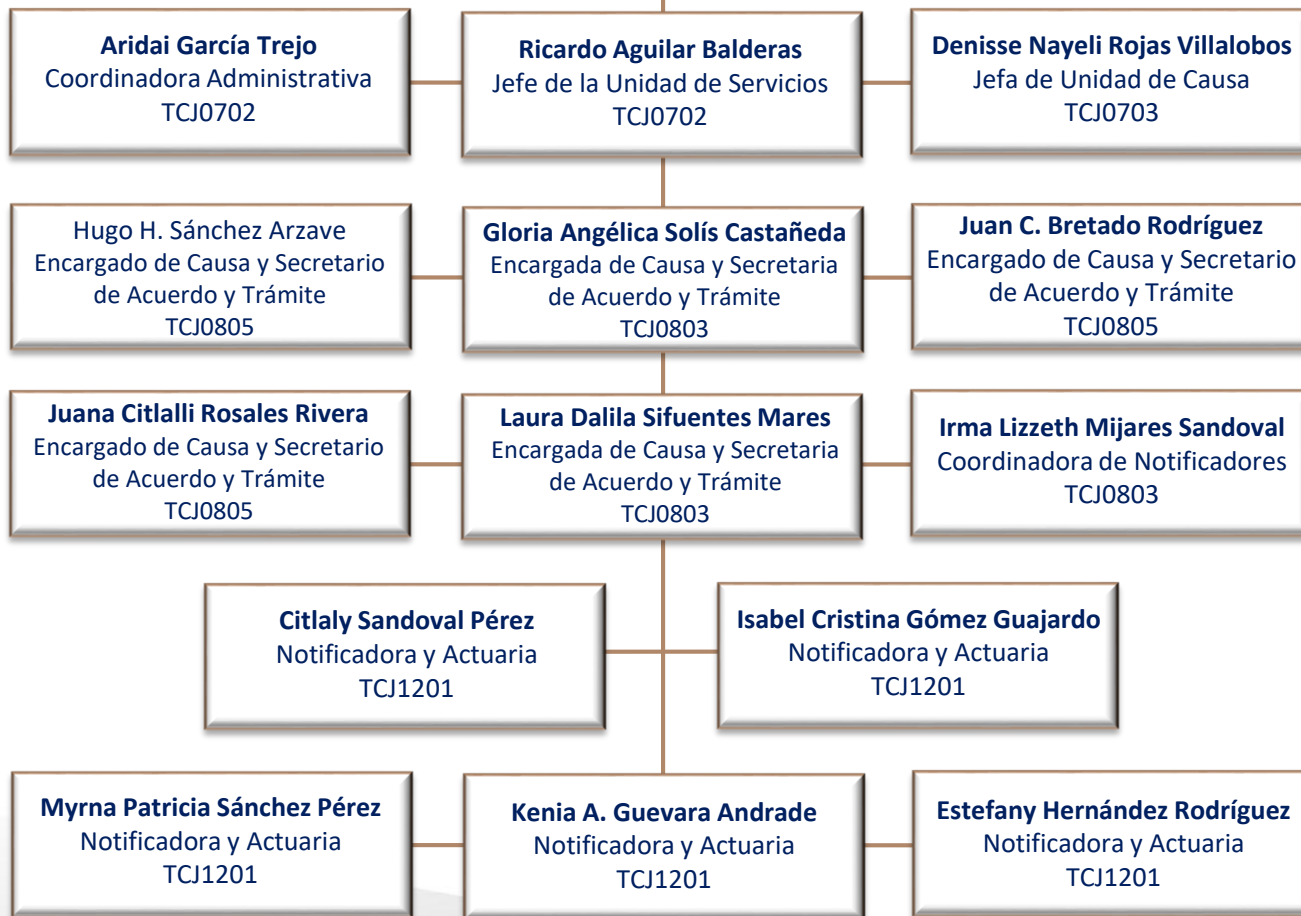 Aridai García Trejo
Coordinadora Administrativa
TCJ0702
Ricardo Aguilar Balderas
Jefe de la Unidad de Servicios
TCJ0702
Denisse Nayeli Rojas Villalobos
Jefa de Unidad de Causa
TCJ0703
Hugo H. Sánchez Arzave
Encargado de Causa y Secretario
de Acuerdo y Trámite
TCJ0805
Gloria Angélica Solís Castañeda
Encargada de Causa y Secretaria
de Acuerdo y Trámite
TCJ0803
Juan C. Bretado Rodríguez
Encargado de Causa y Secretario
de Acuerdo y Trámite
TCJ0805
Juana Citlalli Rosales Rivera
Encargado de Causa y Secretario
de Acuerdo y Trámite
TCJ0805
Laura Dalila Sifuentes Mares
Encargada de Causa y Secretaria
de Acuerdo y Trámite
TCJ0803
Irma Lizzeth Mijares Sandoval
Coordinadora de Notificadores
TCJ0803
Citlaly Sandoval Pérez
Notificadora y Actuaria
TCJ1201
Isabel Cristina Gómez Guajardo
Notificadora y Actuaria
TCJ1201
Myrna Patricia Sánchez Pérez
Notificadora y Actuaria
TCJ1201
Kenia A. Guevara Andrade
Notificadora y Actuaria
TCJ1201
Estefany Hernández Rodríguez
Notificadora y Actuaria
TCJ1201